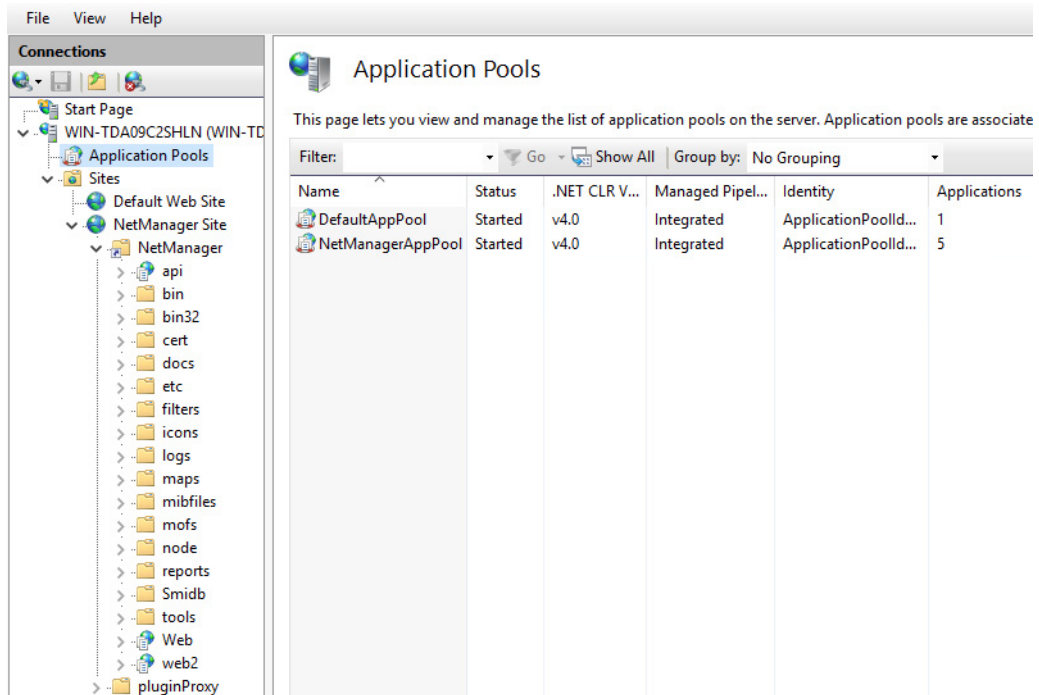 File View Help
Connections
Start Page
WIN-TDA09C2SHLN (WIN-TD
Application Pools
Sites
Default Web Site
NetManager Site
NetManager
api
bin
bin32
cert
docs
etc
filters
icons
logs
maps
mibfiles
mofs
node
reports
Smidb
tools
Web
web2
pluginProxy
Application Pools
This page lets you view and manage the list of application pools on the server. Application pools are associate
Filter: Go Show All Group by: No Grouping
Name Status .NET CLR V... Managed Pipel... Identity Applications
DefaultAppPool Started v4.0 Integrated ApplicationPoolId... 1
NetManagerAppPool Started v4.0 Integrated ApplicationPoolId... 5